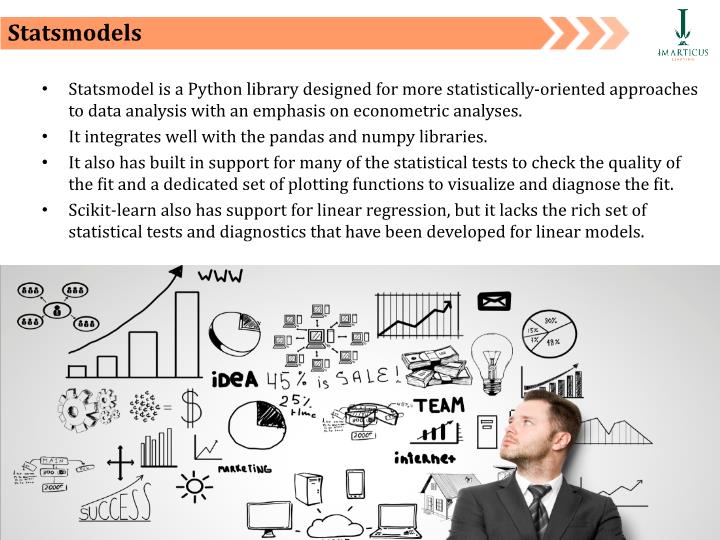 Statsmodels
IMARTICUS
LEARNING
• Statsmodel is a Python library designed for more statistically-oriented approaches
to data analysis with an emphasis on econometric analyses.
• It integrates well with the pandas and numpy libraries.
• It also has built in support for many of the statistical tests to check the quality of
the fit and a dedicated set of plotting functions to visualize and diagnose the fit.
• Scikit-learn also has support for linear regression, but it lacks the rich set of
statistical tests and diagnostics that have been developed for linear models.
WWW
30%
15%
1%
48%
iDEA 45% is SALE!
25%
time
TEAM
MARKETING
internet
MAIN
2000
2000
SUCCESS
$